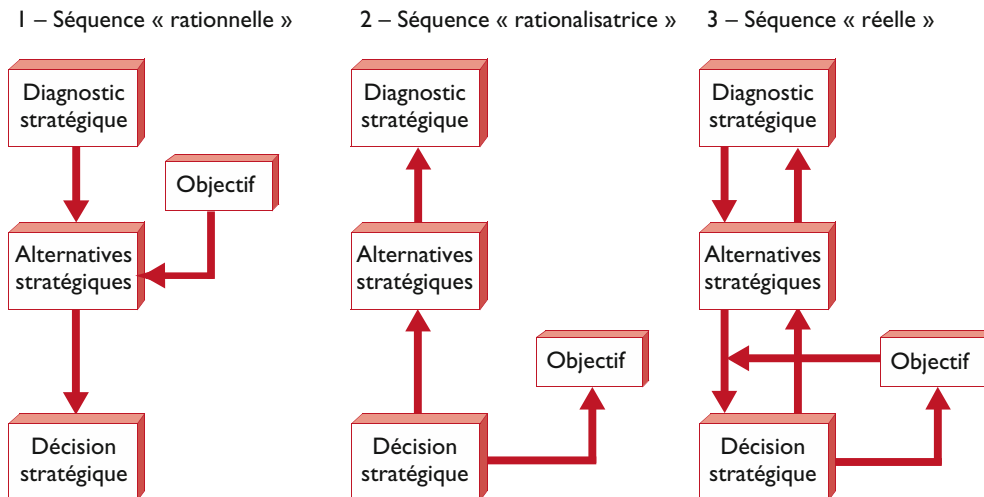 1 – Séquence « rationnelle »
Diagnostic
stratégique
Objectif
Alternatives
stratégiques
Décision
stratégique
2 – Séquence « rationalisatrice »
Diagnostic
stratégique
Alternatives
stratégiques
Objectif
Décision
stratégique
3 – Séquence « réelle »
Diagnostic
stratégique
Alternatives
stratégiques
Objectif
Décision
stratégique